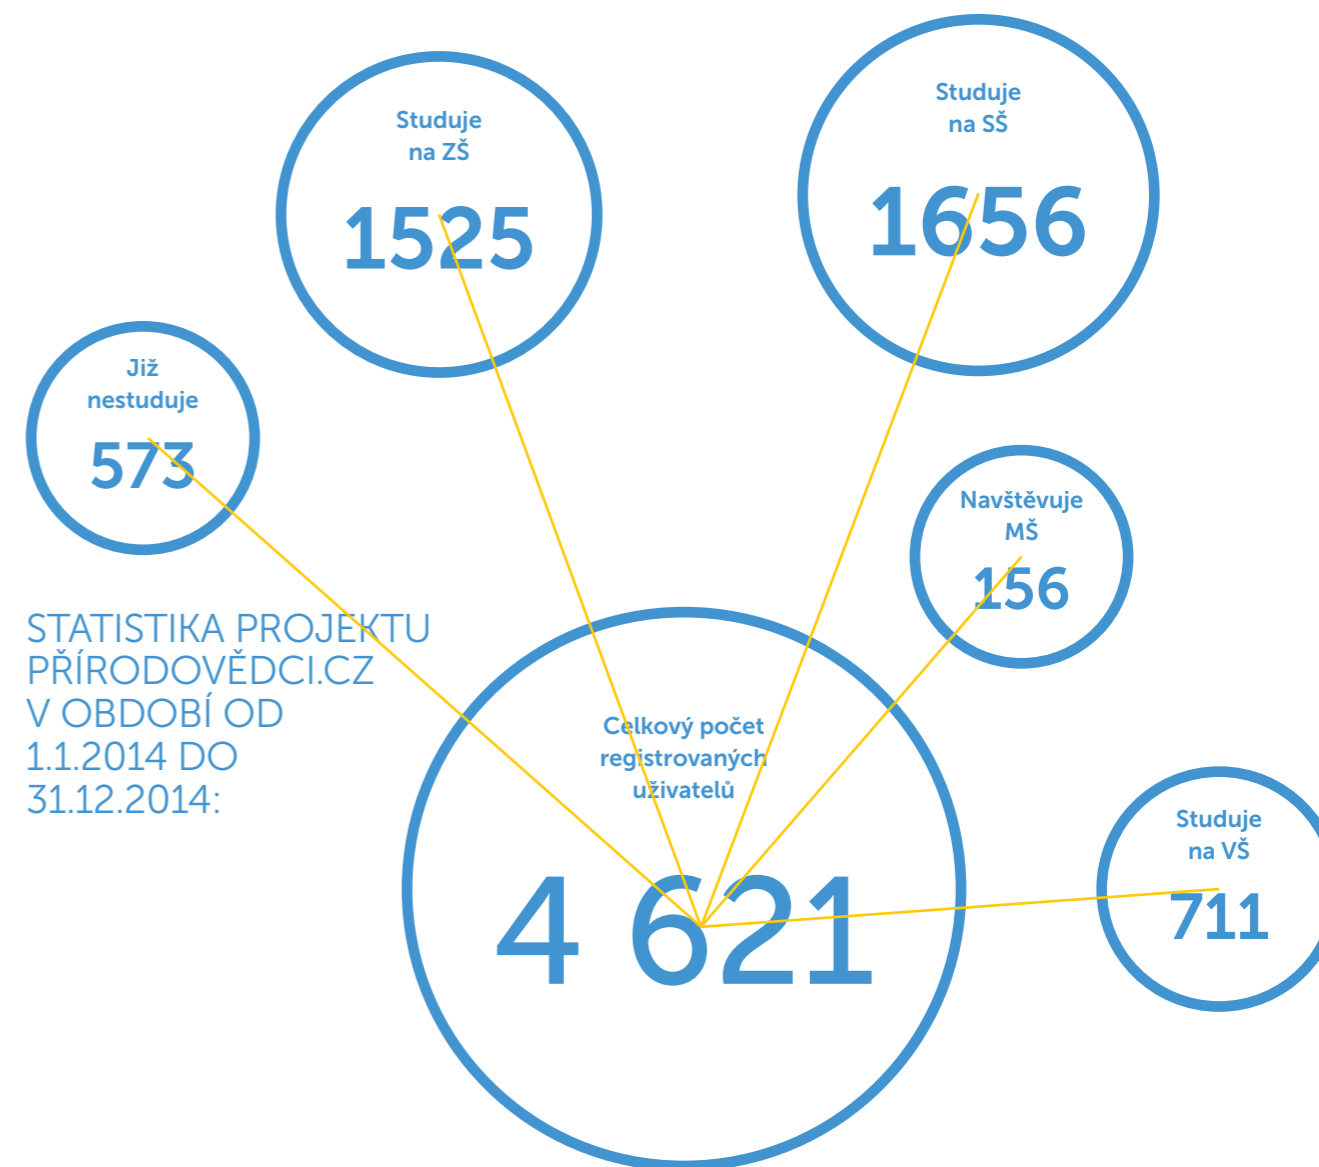 Studuje
na ZŠ
1525
Studuje
na SŠ
1656
Již
nestuduje
573
Navštěvuje
MŠ
156
STATISTIKA PROJEKTU
PŘÍRODOVĚDCI.CZ
V OBDOBÍ OD
1.1.2014 DO
31.12.2014:
Celkový počet
registrovaných
uživatelů
4 621
Studuje
na VŠ
711